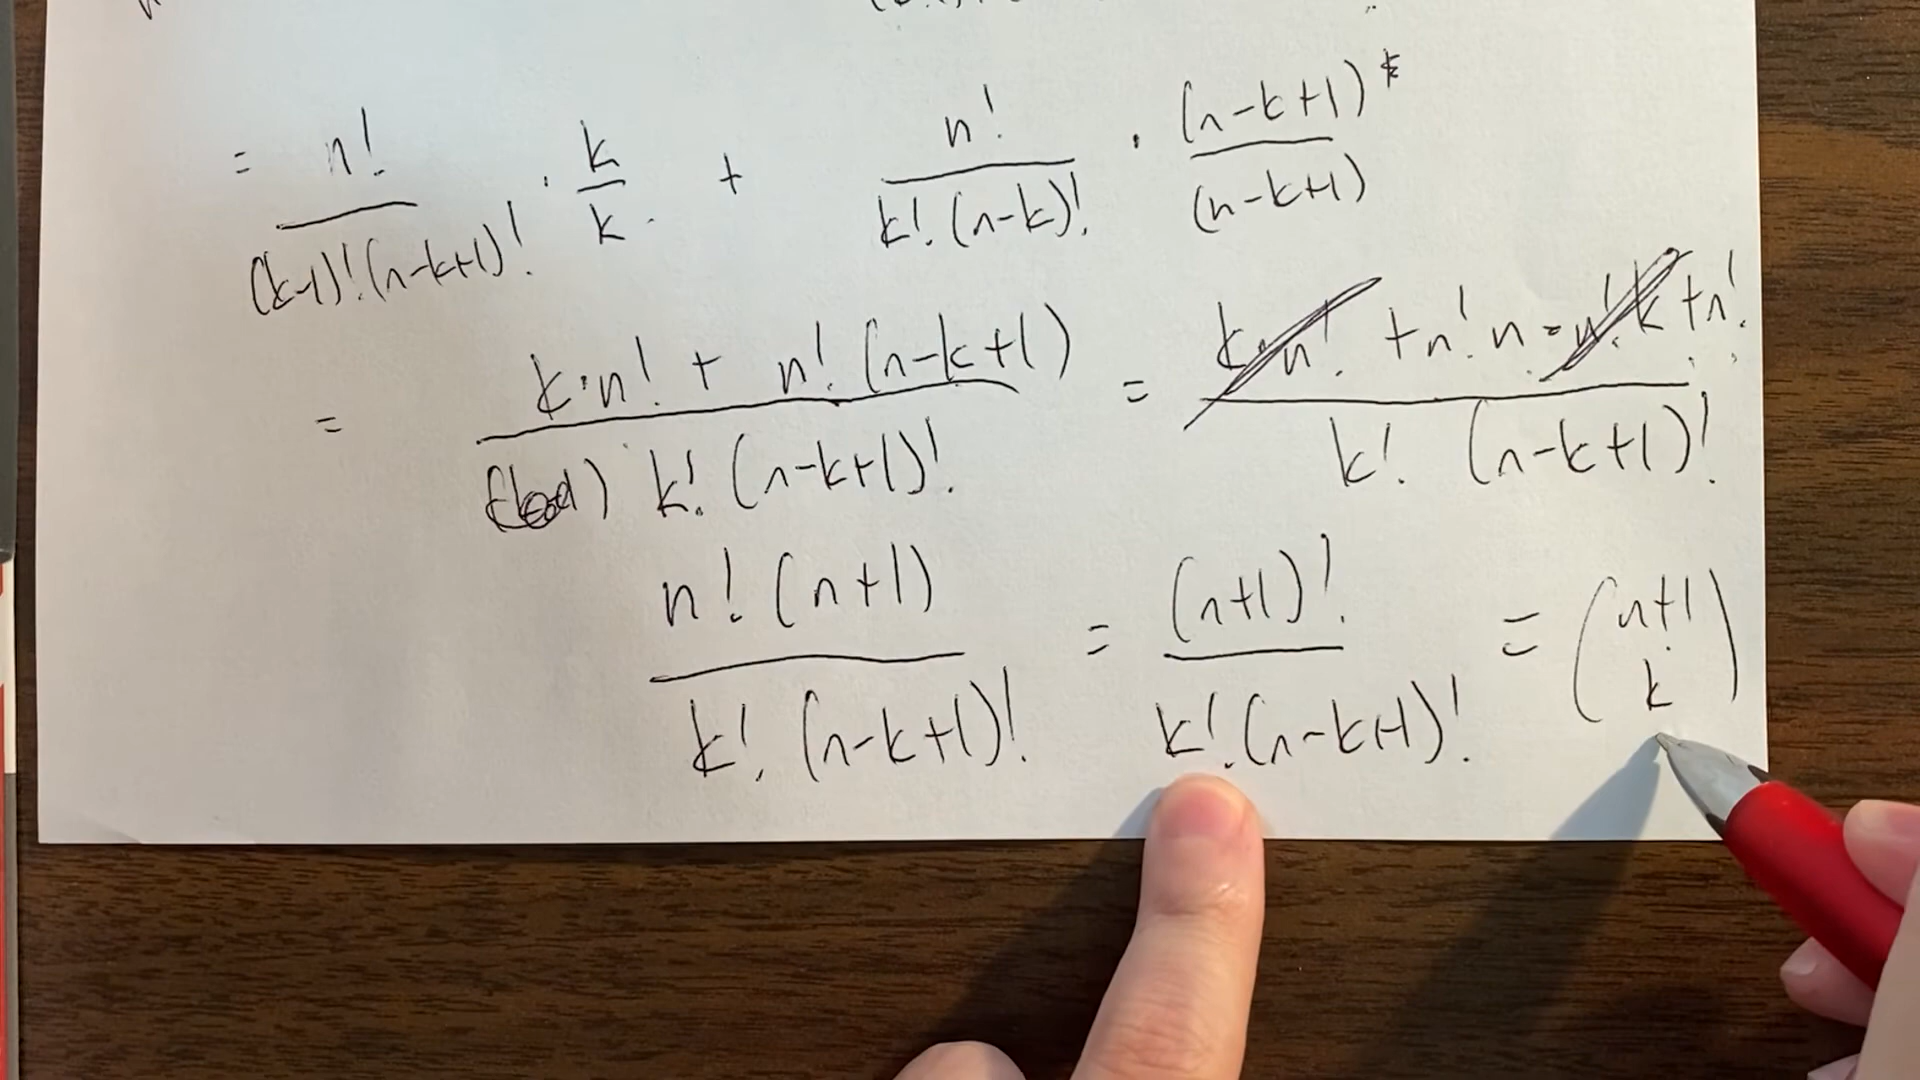 = n! / (k-1)!(n-k+1)! · k / k + n! / k!(n-k)! · (n-k+1) / (n-k+1)
= k·n! + n!(n-k+1) / k!(n-k+1)! = k·n! + n!n - n!k + n! / k!(n-k+1)!
n!(n+1) / k!(n-k+1)! = (n+1)! / k!(n-k+1)! = (n+1 k)